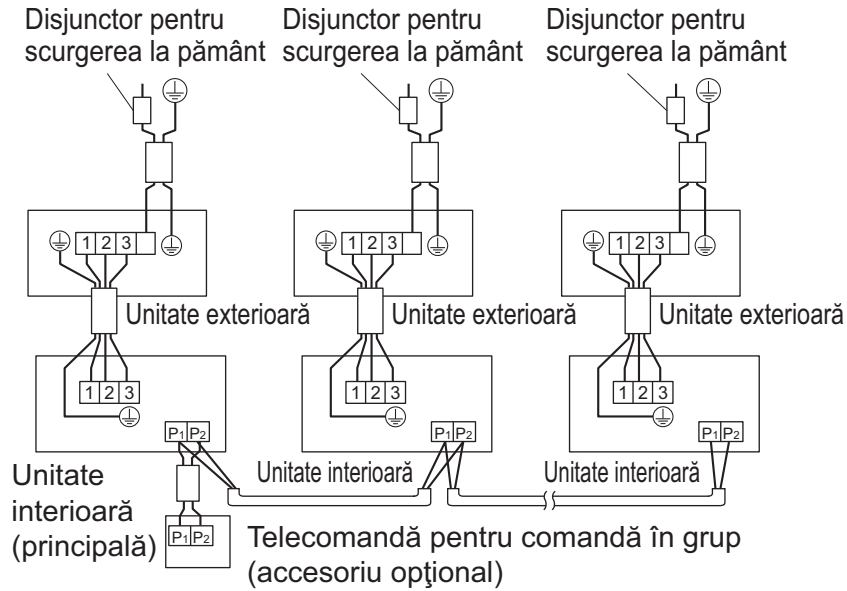 Disjunctor pentru
scurgerea la pământ
Disjunctor pentru
scurgerea la pământ
Disjunctor pentru
scurgerea la pământ
1 2 3
1 2 3
1 2 3
Unitate exterioară
Unitate exterioară
Unitate exterioară
1 2 3
1 2 3
1 2 3
P1 P2
P1 P2
P1 P2
Unitate
interioară
(principală)
Unitate interioară
Unitate interioară
P1 P2
Telecomandă pentru comandă în grup
(accesoriu opţional)